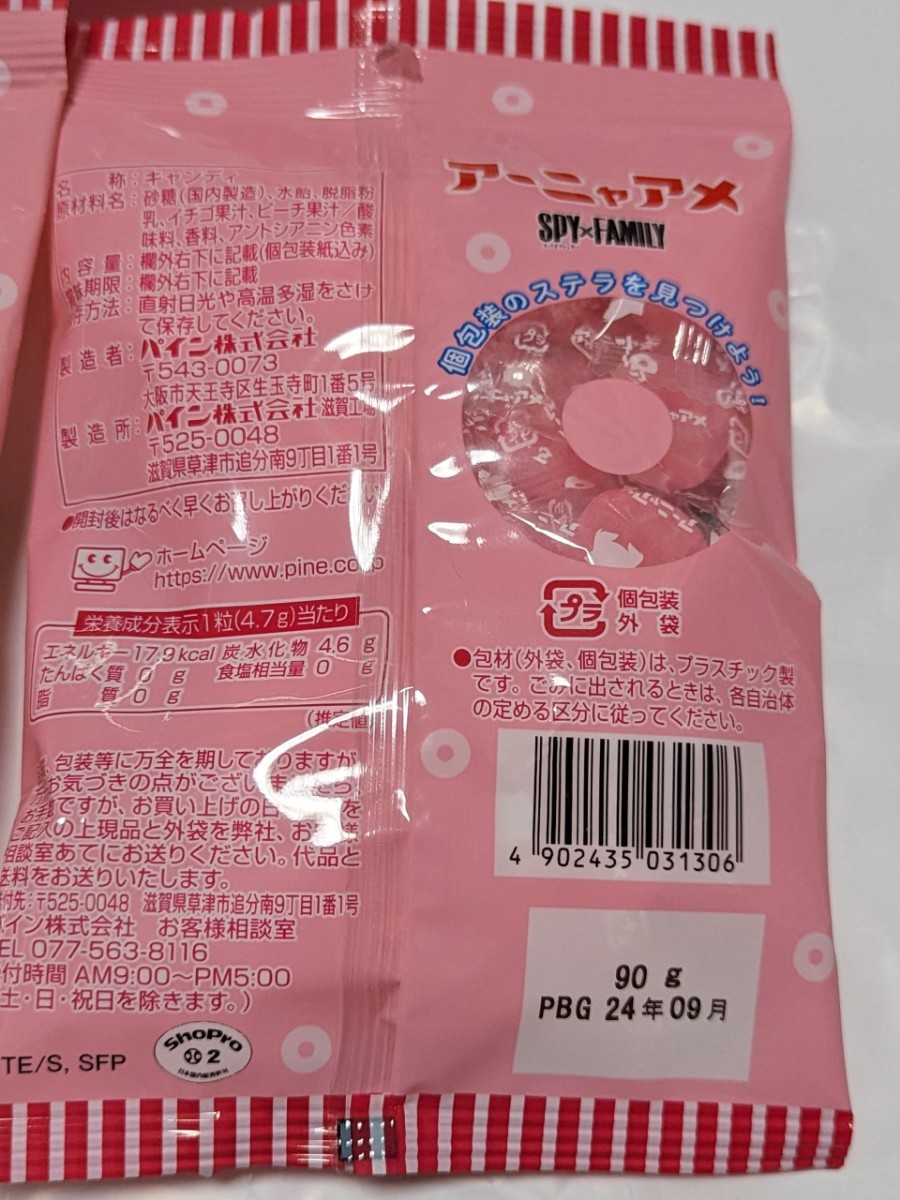 名称：キャンディ
原材料名：砂糖(国内製造)、水飴、脱脂粉
乳、イチゴ果汁、ピーチ果汁／酸
味料、香料、アントシアニン色素
内容量：欄外右下に記載(個包装紙込み)
味期限：欄外右下に記載
存方法：直射日光や高温多湿をさけ
て保存してください。
製造者：パイン株式会社
〒543-0073
大阪市天王寺区生玉寺町1番5号
製造所：パイン株式会社 滋賀工場
〒525-0048
滋賀県草津市追分南9丁目1番1号
●開封後はなるべく早くお召し上がりください
ホームページ
https://www.pine.co.jp
栄養成分表示1粒(4.7g)当たり
エネルギー 17.9kcal 炭水化物 4.6 g
たんぱく質 0 g 食塩相当量 0 g
脂質 0 g
(推定値
包装等に万全を期しておりますが
お気づきの点がございましたら
ですが、お買い上げの日
の上現品と外袋を弊社、お客様
相談室あてにお送りください。代品と
送料をお送りいたします。
付先：〒525-0048 滋賀県草津市追分南9丁目1番1号
パイン株式会社 お客様相談室
TEL 077-563-8116
付時間 AM9:00〜PM5:00
土・日・祝日を除きます。)
TE/S, SFP
ShoPro
2
アーニャアメ
SPY×FAMILY
個包装のステラを見つけよう！
プラ
個包装
外袋
●包材(外袋、個包装)は、プラスチック製
です。ごみに出されるときは、各自治体
の定める区分に従ってください。
4 902435 031306
90 g
PBG 24年09月